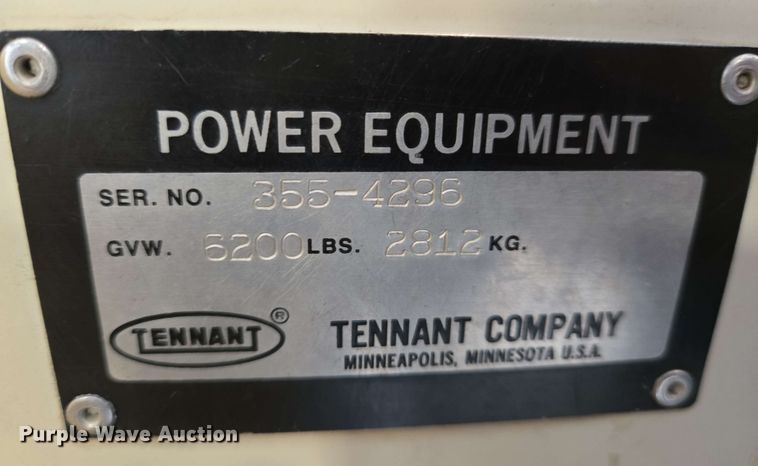 POWER EQUIPMENT
SER. NO. 355-4296
GVW. 6200 LBS. 2812 KG.
TENNANT ®
TENNANT COMPANY
MINNEAPOLIS, MINNESOTA U.S.A.
Purple Wave Auction